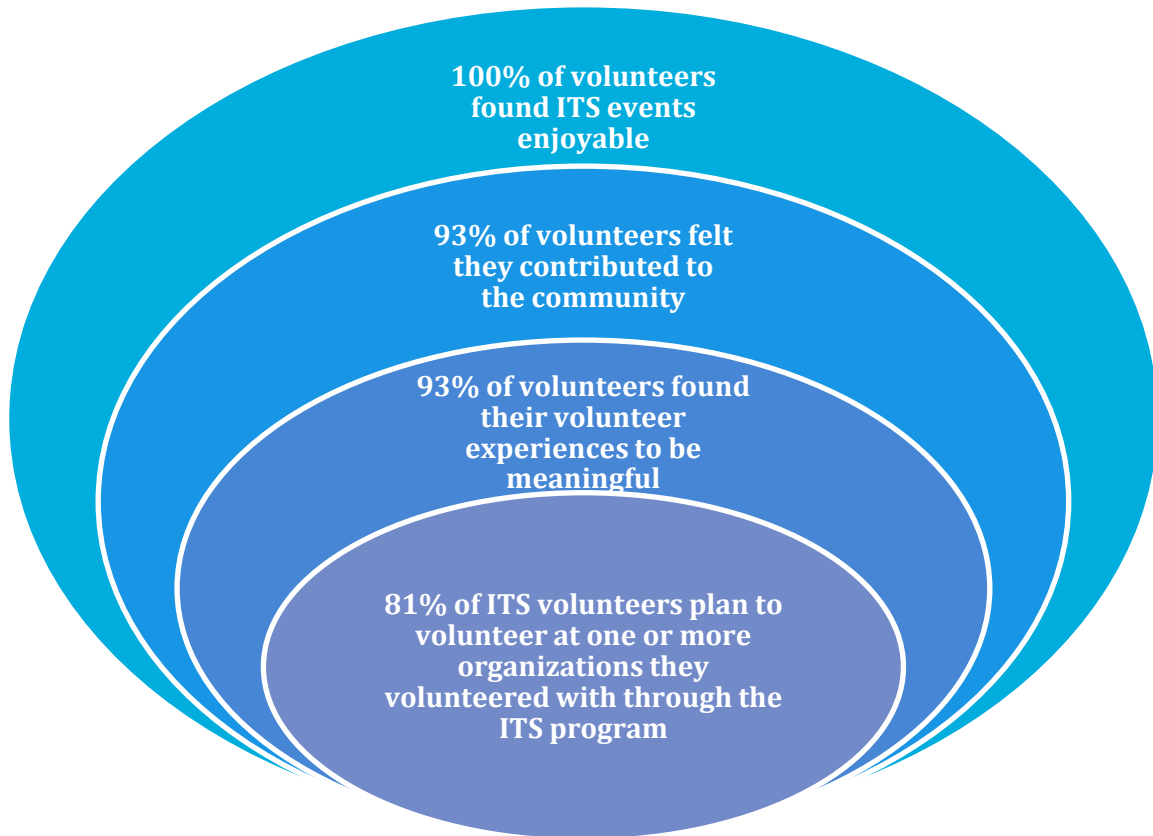 100% of volunteers
found ITS events
enjoyable
93% of volunteers felt
they contributed to
the community
93% of volunteers found
their volunteer
experiences to be
meaningful
81% of ITS volunteers plan to
volunteer at one or more
organizations they
volunteered with through the
ITS program